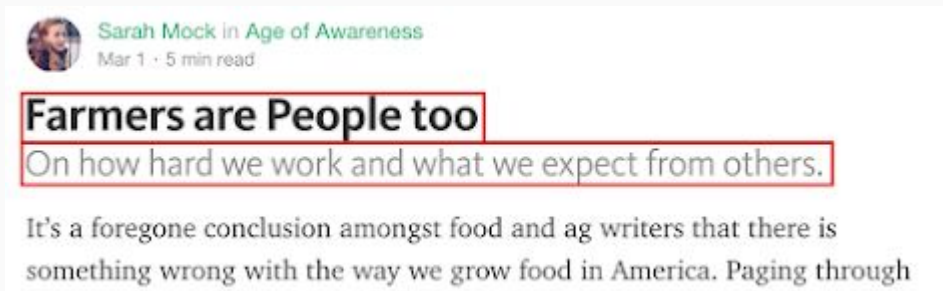 Sarah Mock in Age of Awareness
Mar 1 · 5 min read
Farmers are People too
On how hard we work and what we expect from others.
It's a foregone conclusion amongst food and ag writers that there is
something wrong with the way we grow food in America. Paging through